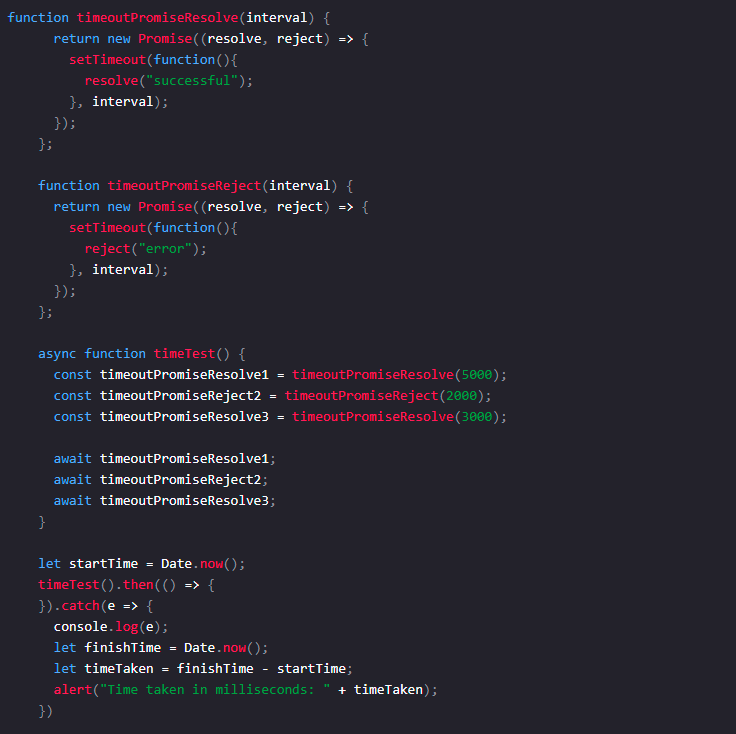 function timeoutPromiseResolve(interval) {
      return new Promise((resolve, reject) => {
        setTimeout(function(){
          resolve("successful");
        }, interval);
      });
    };

    function timeoutPromiseReject(interval) {
      return new Promise((resolve, reject) => {
        setTimeout(function(){
          reject("error");
        }, interval);
      });
    };

    async function timeTest() {
      const timeoutPromiseResolve1 = timeoutPromiseResolve(5000);
      const timeoutPromiseReject2 = timeoutPromiseReject(2000);
      const timeoutPromiseResolve3 = timeoutPromiseResolve(3000);

      await timeoutPromiseResolve1;
      await timeoutPromiseReject2;
      await timeoutPromiseResolve3;
    }

    let startTime = Date.now();
    timeTest().then(() => {
    }).catch(e => {
      console.log(e);
      let finishTime = Date.now();
      let timeTaken = finishTime - startTime;
      alert("Time taken in milliseconds: " + timeTaken);
    })